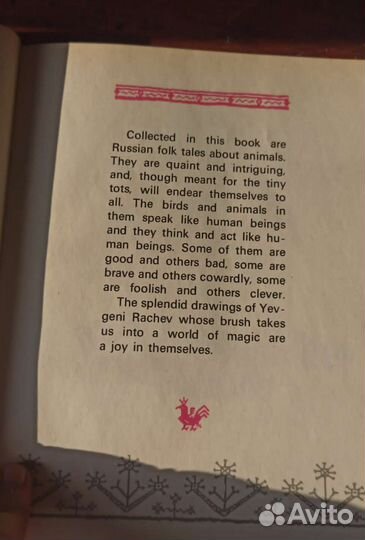 Collected in this book are
Russian folk tales about animals.
They are quaint and intriguing,
and, though meant for the tiny
tots, will endear themselves to
all. The birds and animals in
them speak like human beings
and they think and act like hu-
man beings. Some of them are
good and others bad, some are
brave and others cowardly, some
are foolish and others clever.
The splendid drawings of Yev-
geni Rachev whose brush takes
us into a world of magic are
a joy in themselves.
Avito